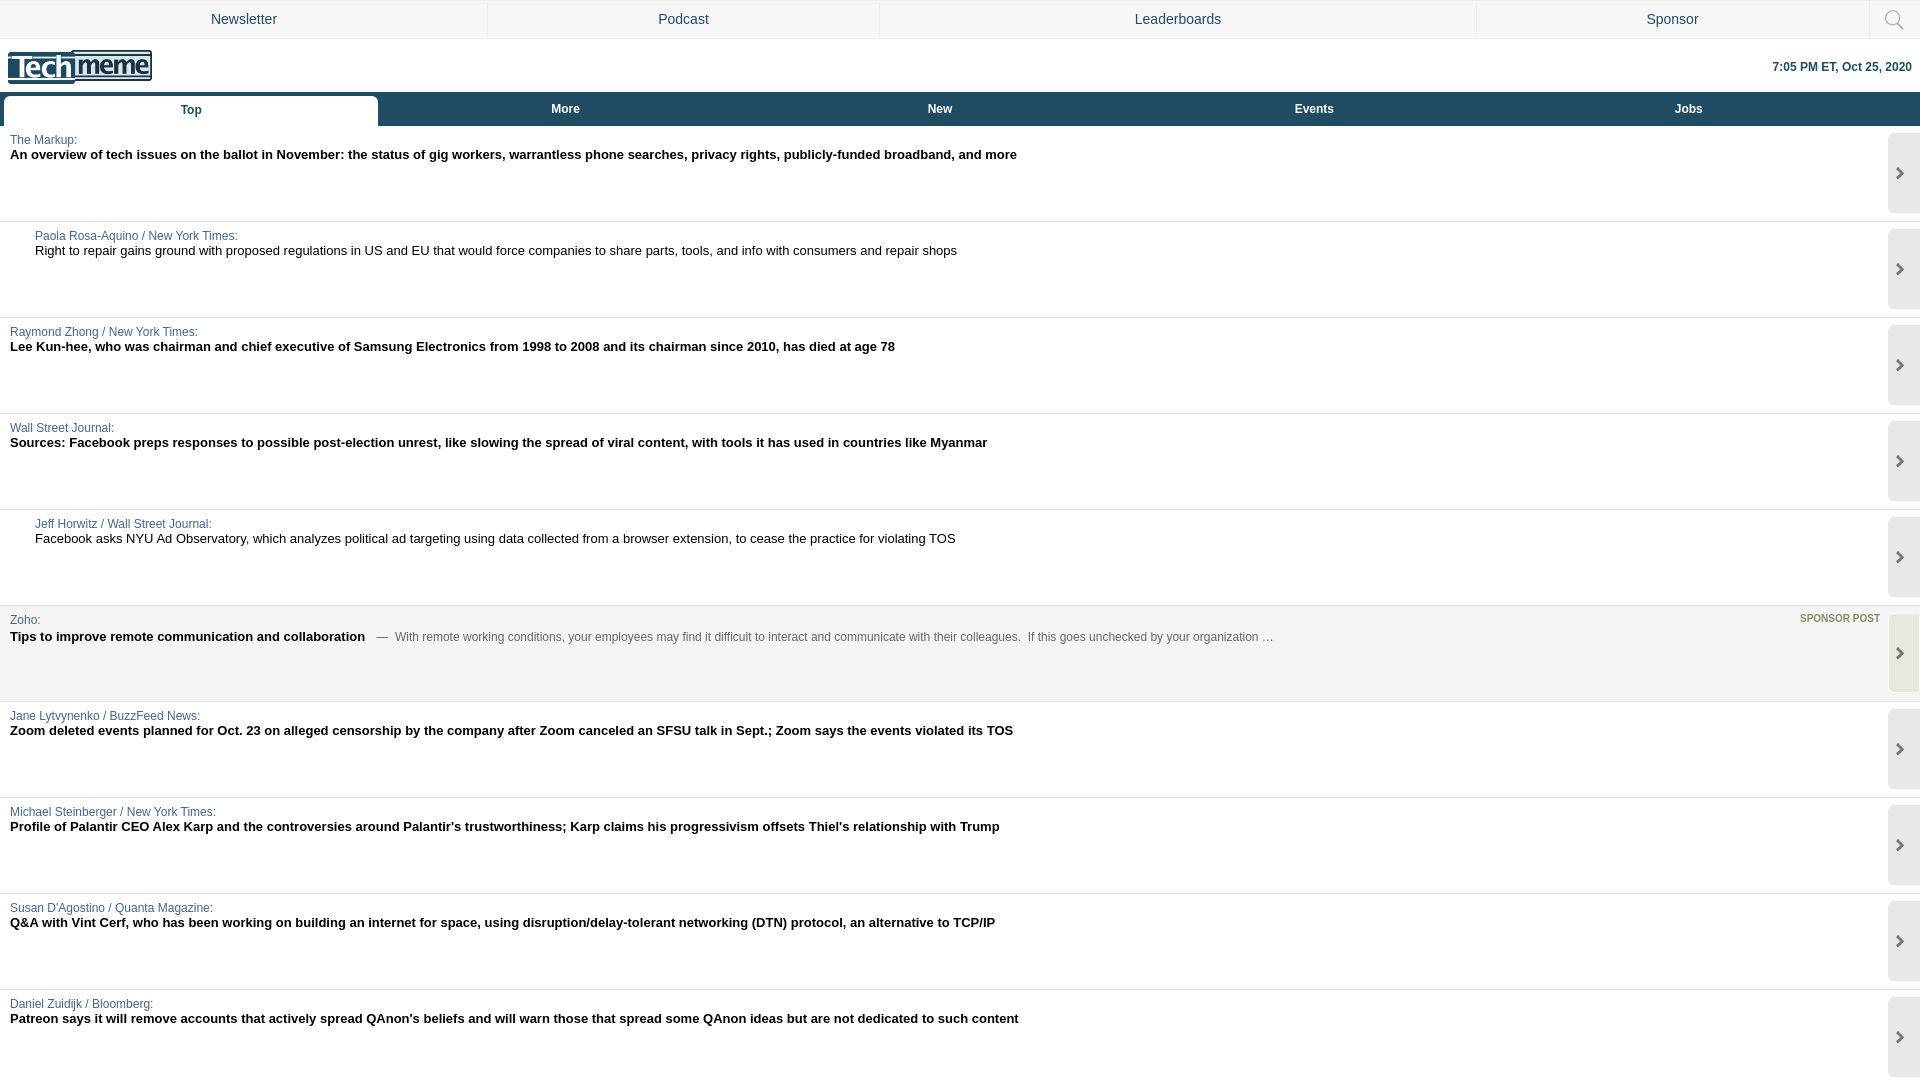 Newsletter
Podcast
Leaderboards
Sponsor
Techmeme
7:05 PM ET, Oct 25, 2020
Top
More
New
Events
Jobs
The Markup:
An overview of tech issues on the ballot in November: the status of gig workers, warrantless phone searches, privacy rights, publicly-funded broadband, and more
Paola Rosa-Aquino / New York Times:
Right to repair gains ground with proposed regulations in US and EU that would force companies to share parts, tools, and info with consumers and repair shops
Raymond Zhong / New York Times:
Lee Kun-hee, who was chairman and chief executive of Samsung Electronics from 1998 to 2008 and its chairman since 2010, has died at age 78
Wall Street Journal:
Sources: Facebook preps responses to possible post-election unrest, like slowing the spread of viral content, with tools it has used in countries like Myanmar
Jeff Horwitz / Wall Street Journal:
Facebook asks NYU Ad Observatory, which analyzes political ad targeting using data collected from a browser extension, to cease the practice for violating TOS
Zoho:
SPONSOR POST
Tips to improve remote communication and collaboration — With remote working conditions, your employees may find it difficult to interact and communicate with their colleagues. If this goes unchecked by your organization …
Jane Lytvynenko / BuzzFeed News:
Zoom deleted events planned for Oct. 23 on alleged censorship by the company after Zoom canceled an SFSU talk in Sept.; Zoom says the events violated its TOS
Michael Steinberger / New York Times:
Profile of Palantir CEO Alex Karp and the controversies around Palantir's trustworthiness; Karp claims his progressivism offsets Thiel's relationship with Trump
Susan D'Agostino / Quanta Magazine:
Q&A with Vint Cerf, who has been working on building an internet for space, using disruption/delay-tolerant networking (DTN) protocol, an alternative to TCP/IP
Daniel Zuidijk / Bloomberg:
Patreon says it will remove accounts that actively spread QAnon's beliefs and will warn those that spread some QAnon ideas but are not dedicated to such content